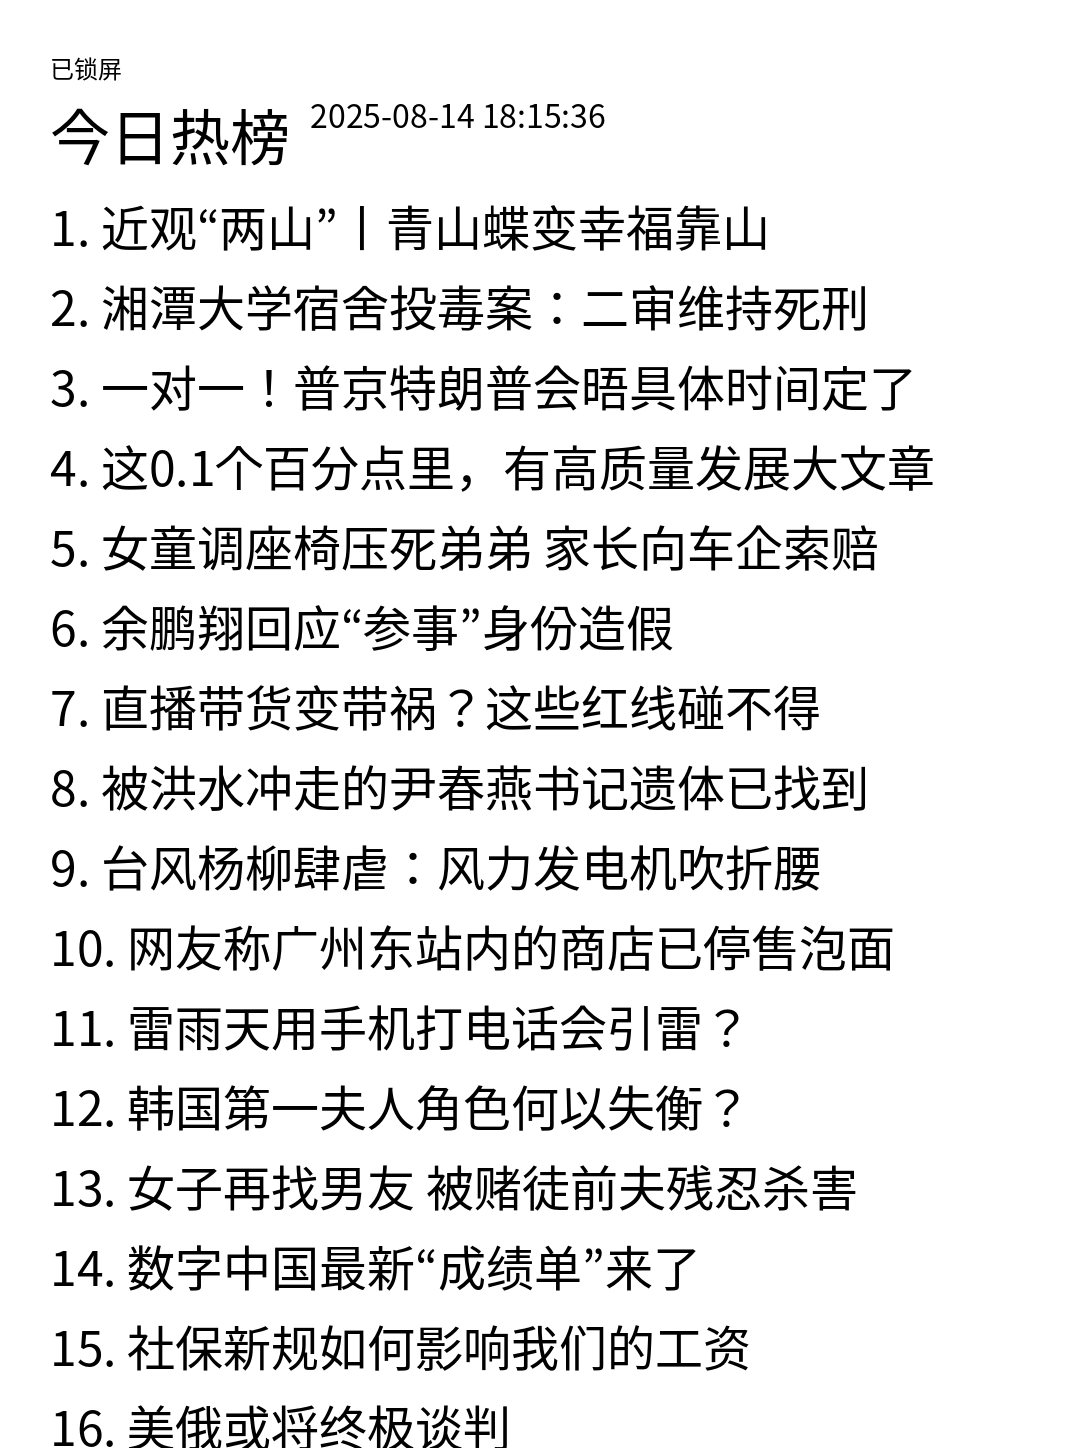 已锁屏
今日热榜 2025-08-14 18:15:36
1. 近观“两山”丨青山蝶变幸福靠山
2. 湘潭大学宿舍投毒案：二审维持死刑
3. 一对一！普京特朗普会晤具体时间定了
4. 这0.1个百分点里，有高质量发展大文章
5. 女童调座椅压死弟弟 家长向车企索赔
6. 余鹏翔回应“参事”身份造假
7. 直播带货变带祸？这些红线碰不得
8. 被洪水冲走的尹春燕书记遗体已找到
9. 台风杨柳肆虐：风力发电机吹折腰
10. 网友称广州东站内的商店已停售泡面
11. 雷雨天用手机打电话会引雷？
12. 韩国第一夫人角色何以失衡？
13. 女子再找男友 被赌徒前夫残忍杀害
14. 数字中国最新“成绩单”来了
15. 社保新规如何影响我们的工资
16. 美俄或将终极谈判